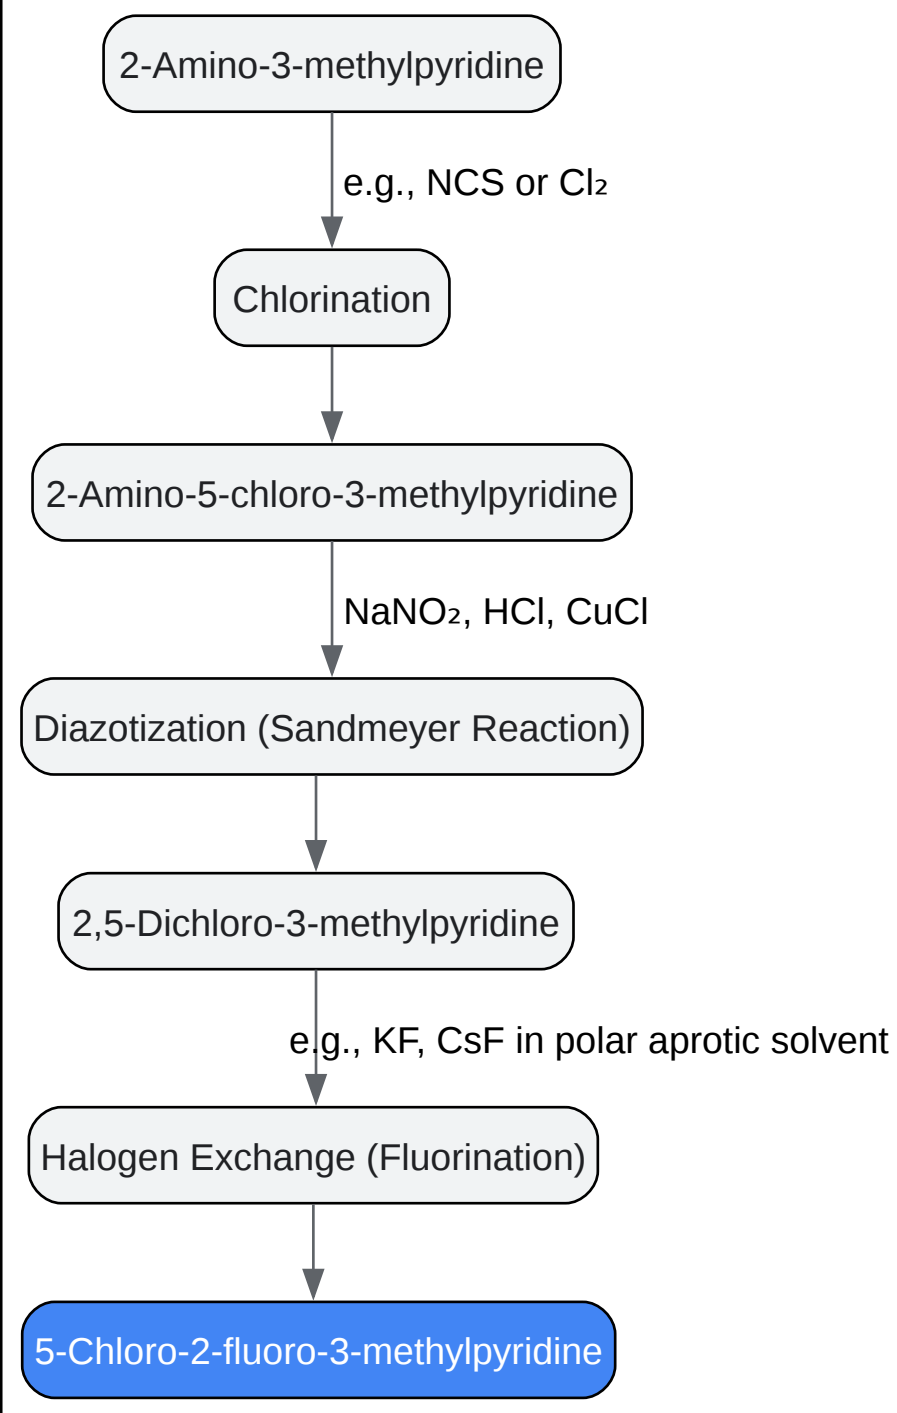 2-Amino-3-methylpyridine
e.g., NCS or Cl₂
Chlorination
2-Amino-5-chloro-3-methylpyridine
NaNO₂, HCl, CuCl
Diazotization (Sandmeyer Reaction)
2,5-Dichloro-3-methylpyridine
e.g., KF, CsF in polar aprotic solvent
Halogen Exchange (Fluorination)
5-Chloro-2-fluoro-3-methylpyridine